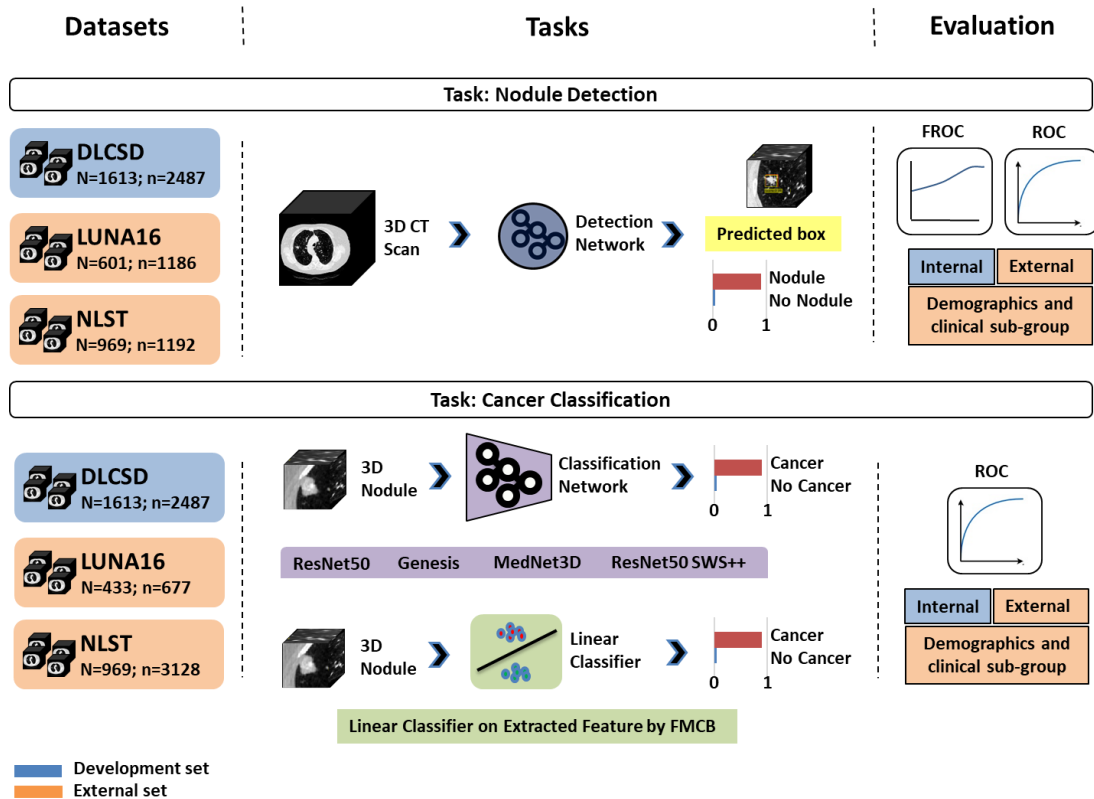 Datasets
Tasks
Evaluation
Task: Nodule Detection
DLCSD
N=1613; n=2487
LUNA16
N=601; n=1186
NLST
N=969; n=1192
3D CT
Scan
Detection
Network
Predicted box
Nodule
No Nodule
0 1
FROC
ROC
Internal
External
Demographics and
clinical sub-group
Task: Cancer Classification
DLCSD
N=1613; n=2487
LUNA16
N=433; n=677
NLST
N=969; n=3128
3D
Nodule
Classification
Network
Cancer
No Cancer
0 1
ResNet50 Genesis MedNet3D ResNet50 SWS++
3D
Nodule
Linear
Classifier
Cancer
No Cancer
0 1
Linear Classifier on Extracted Feature by FMCB
ROC
Internal
External
Demographics and
clinical sub-group
Development set
External set